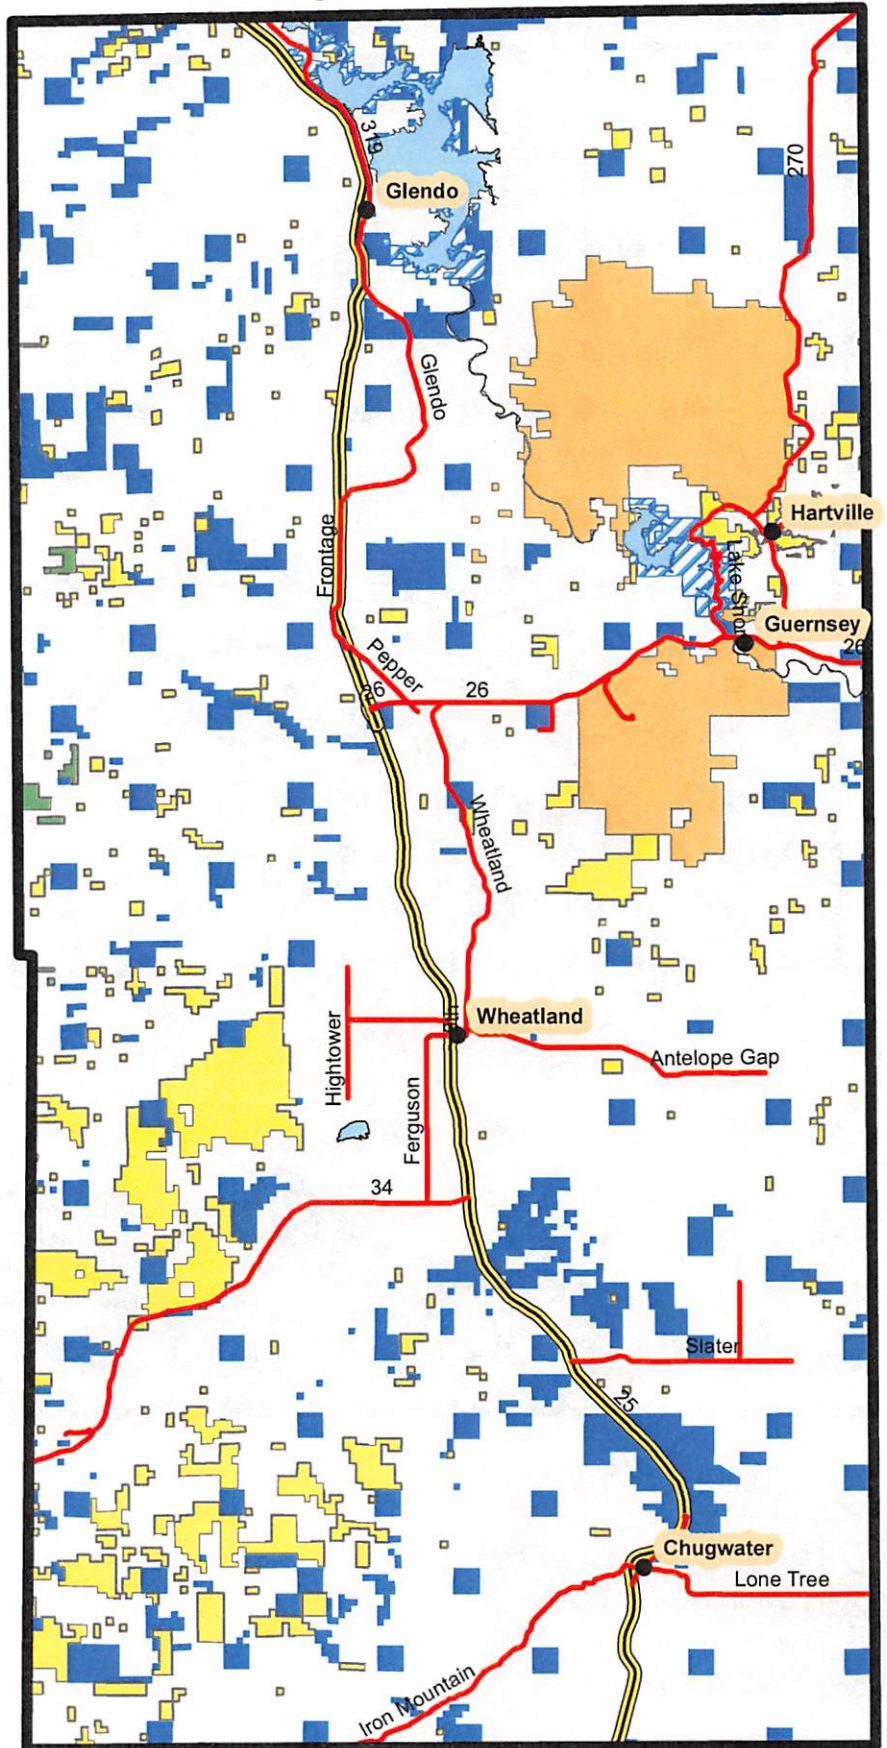 319
Glendo
270
Glendo
Hartville
Frontage
Lake Shor
Guernsey
26
Pepper
26
26
Wheatland
Wheatland
Hightower
Antelope Gap
Ferguson
34
Slater
25
Chugwater
Lone Tree
Iron Mountain